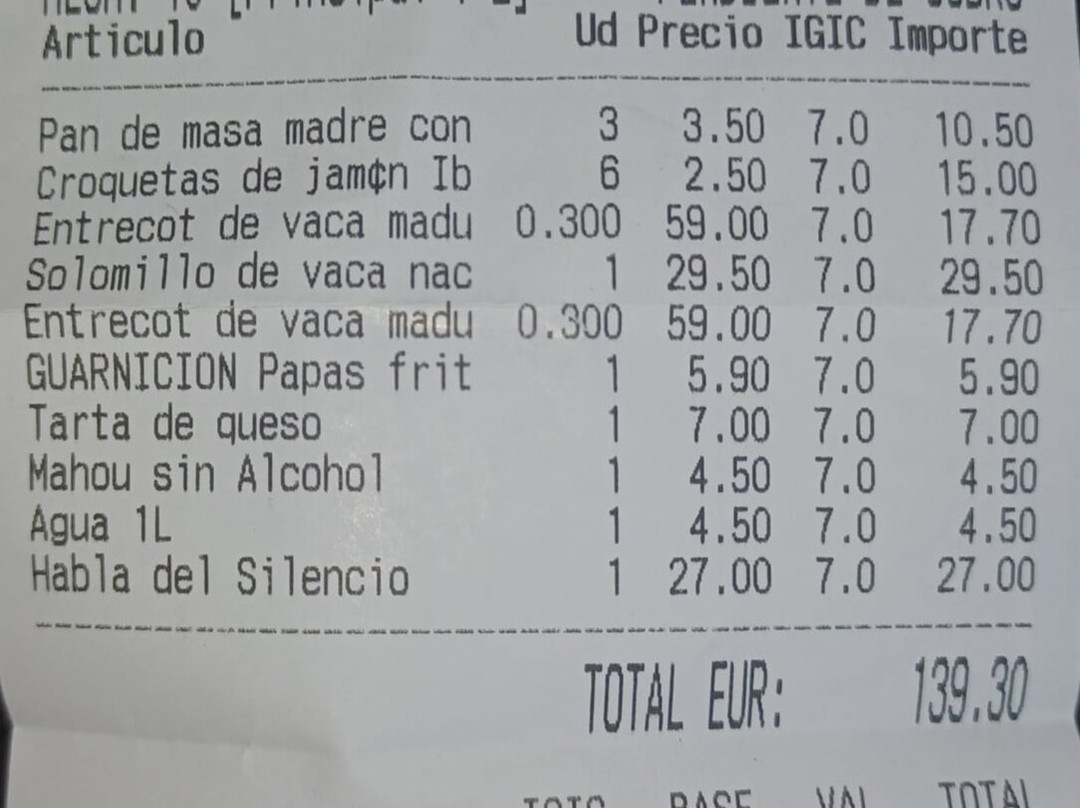 Articulo Ud Precio IGIC Importe
Pan de masa madre con 3 3.50 7.0 10.50
Croquetas de jam¢n Ib 6 2.50 7.0 15.00
Entrecot de vaca madu 0.300 59.00 7.0 17.70
Solomillo de vaca nac 1 29.50 7.0 29.50
Entrecot de vaca madu 0.300 59.00 7.0 17.70
GUARNICION Papas frit 1 5.90 7.0 5.90
Tarta de queso 1 7.00 7.0 7.00
Mahou sin Alcohol 1 4.50 7.0 4.50
Agua 1L 1 4.50 7.0 4.50
Habla del Silencio 1 27.00 7.0 27.00
TOTAL EUR: 139.30
BASE VAL TOTAL